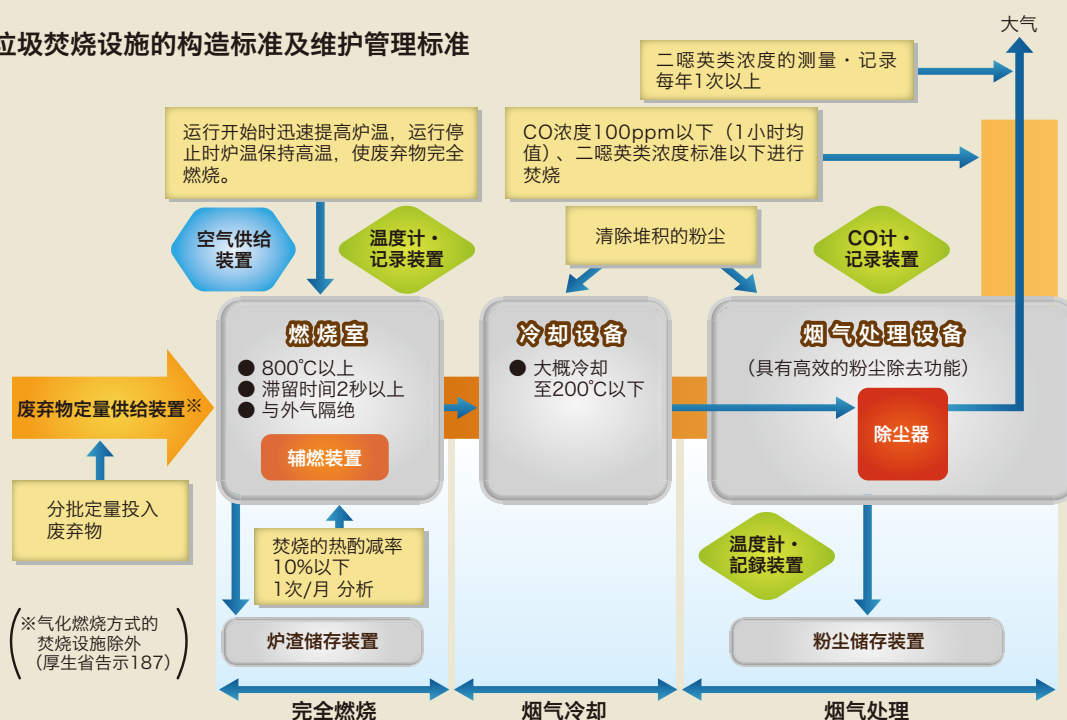 垃圾焚烧设施的构造标准及维护管理标准
大气
二噁英类浓度的测量・记录
每年1次以上
运行开始时迅速提高炉温，运行停
止时炉温保持高温，使废弃物完全
燃烧。
CO浓度100ppm以下（1小时均
值）、二噁英类浓度标准以下进行
焚烧
空气供给
装置
温度计・
记录装置
清除堆积的粉尘
CO计・
记录装置
燃烧室
● 800℃以上
● 滞留时间2秒以上
● 与外气隔绝
辅燃装置
冷却设备
● 大概冷却
至200℃以下
烟气处理设备
（具有高效的粉尘除去功能）
除尘器
废弃物定量供给装置※
分批定量投入
废弃物
焚烧的热酌减率
10%以下
1次/月 分析
温度計・
記録装置
※气化燃烧方式的
焚烧设施除外
（厚生省告示187）
炉渣储存装置
粉尘储存装置
完全燃烧
烟气冷却
烟气处理